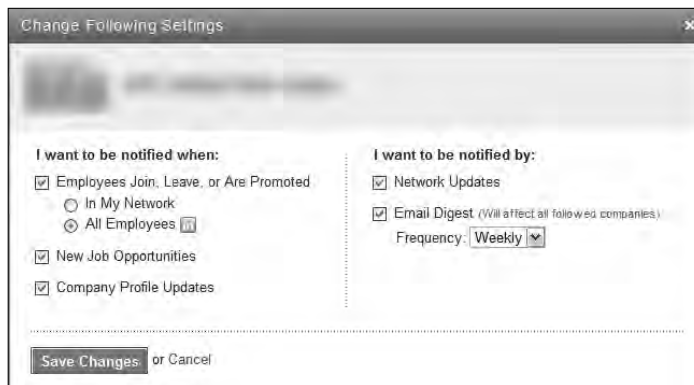 Change Following Settings
I want to be notified when:
Employees Join, Leave, or Are Promoted
In My Network
All Employees
New Job Opportunities
Company Profile Updates
I want to be notified by:
Network Updates
Email Digest (Will affect all followed companies)
Frequency: Weekly
Save Changes or Cancel